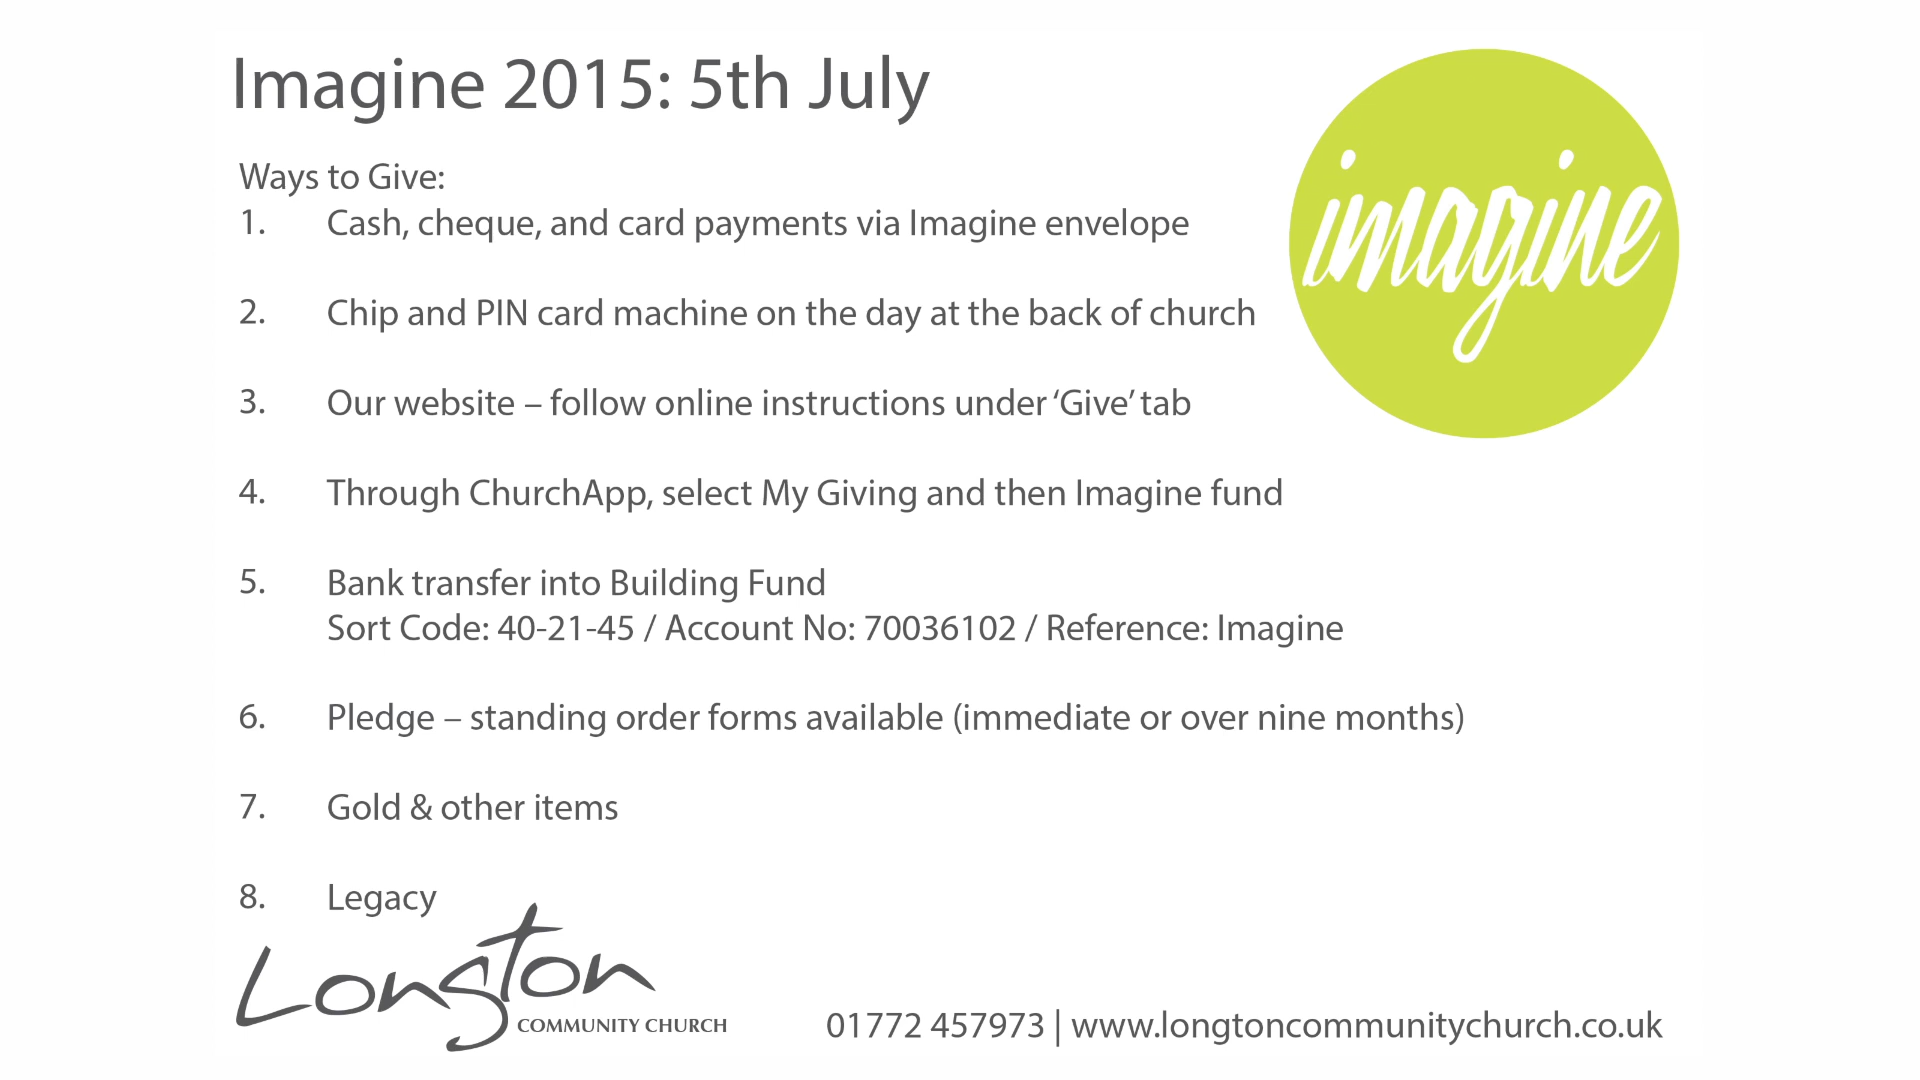 Imagine 2015: 5th July
imagine
Ways to Give:
1. Cash, cheque, and card payments via Imagine envelope
2. Chip and PIN card machine on the day at the back of church
3. Our website – follow online instructions under ‘Give’ tab
4. Through ChurchApp, select My Giving and then Imagine fund
5. Bank transfer into Building Fund
Sort Code: 40-21-45 / Account No: 70036102 / Reference: Imagine
6. Pledge – standing order forms available (immediate or over nine months)
7. Gold & other items
8. Legacy
Longton
COMMUNITY CHURCH
01772 457973 | www.longtoncommunitychurch.co.uk